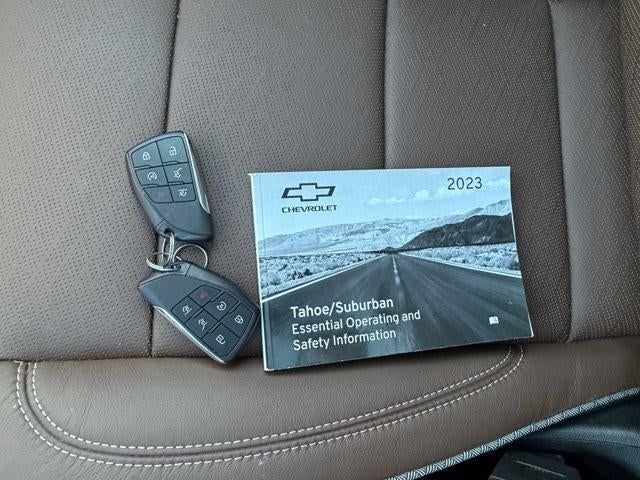 2023
CHEVROLET
Tahoe/Suburban
Essential Operating and
Safety Information